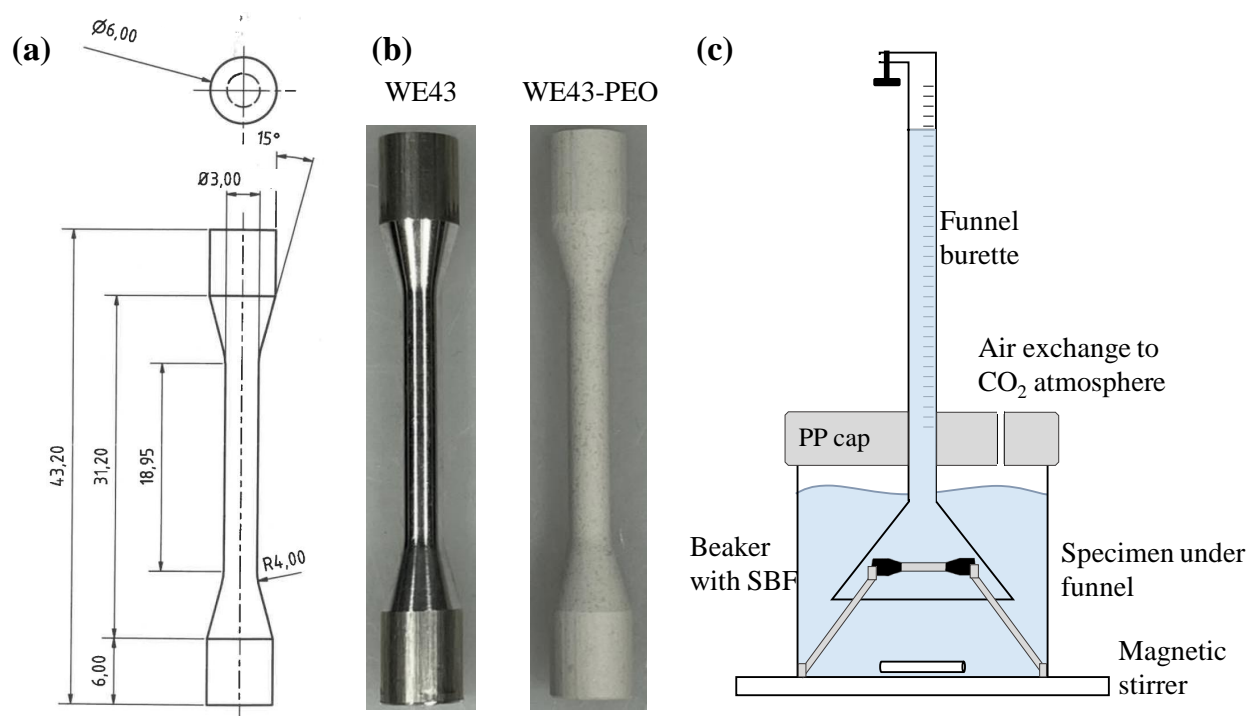 (a)
Ø6,00
15°
Ø3,00
43,20
31,20
18,95
R4,00
6,00
(b)
WE43
WE43-PEO
(c)
Funnel
burette
Air exchange to
CO₂ atmosphere
PP cap
Beaker
with SBF
Specimen under
funnel
Magnetic
stirrer